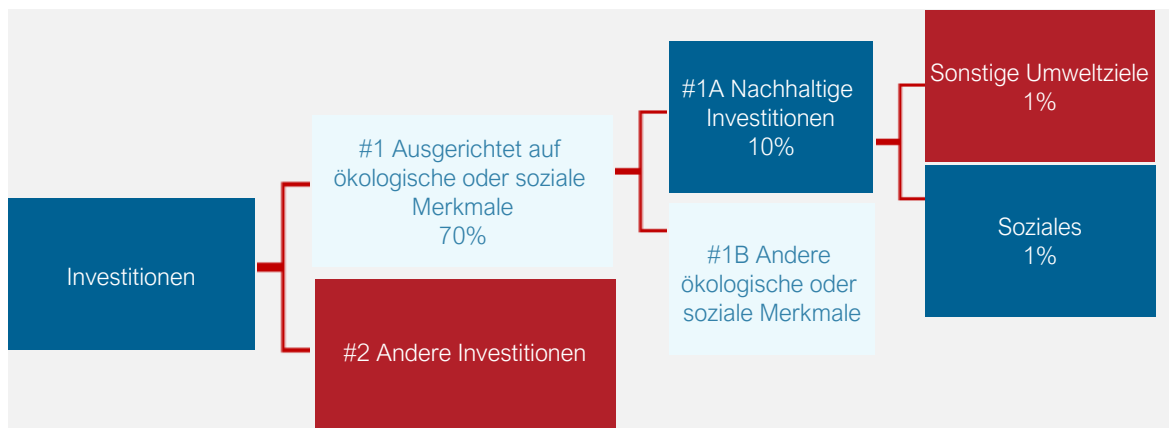 Investitionen
#1 Ausgerichtet auf
ökologische oder soziale
Merkmale
70%
#2 Andere Investitionen
#1A Nachhaltige
Investitionen
10%
#1B Andere
ökologische oder
soziale Merkmale
Sonstige Umweltziele
1%
Soziales
1%